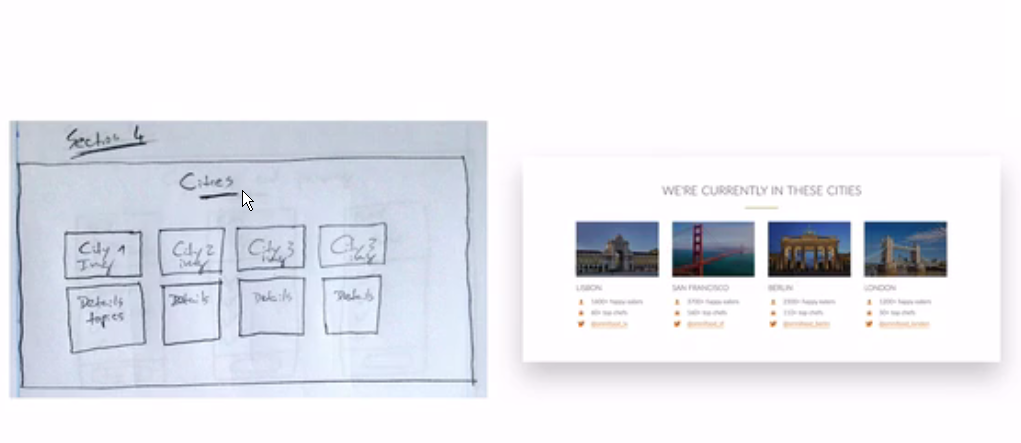 Section 4
Cities
City 1
Img
City 2
img
City 3
img
City 3
img
Details
topics
Details
Details
Details
WE'RE CURRENTLY IN THESE CITIES
LISBON
SAN FRANCISCO
BERLIN
LONDON
1600+ happy eaters
3700+ happy eaters
2300+ happy eaters
1200+ happy eaters
60+ top chefs
160+ top chefs
110+ top chefs
50+ top chefs
@omnifood_lx
@omnifood_sf
@omnifood_berlin
@omnifood_london